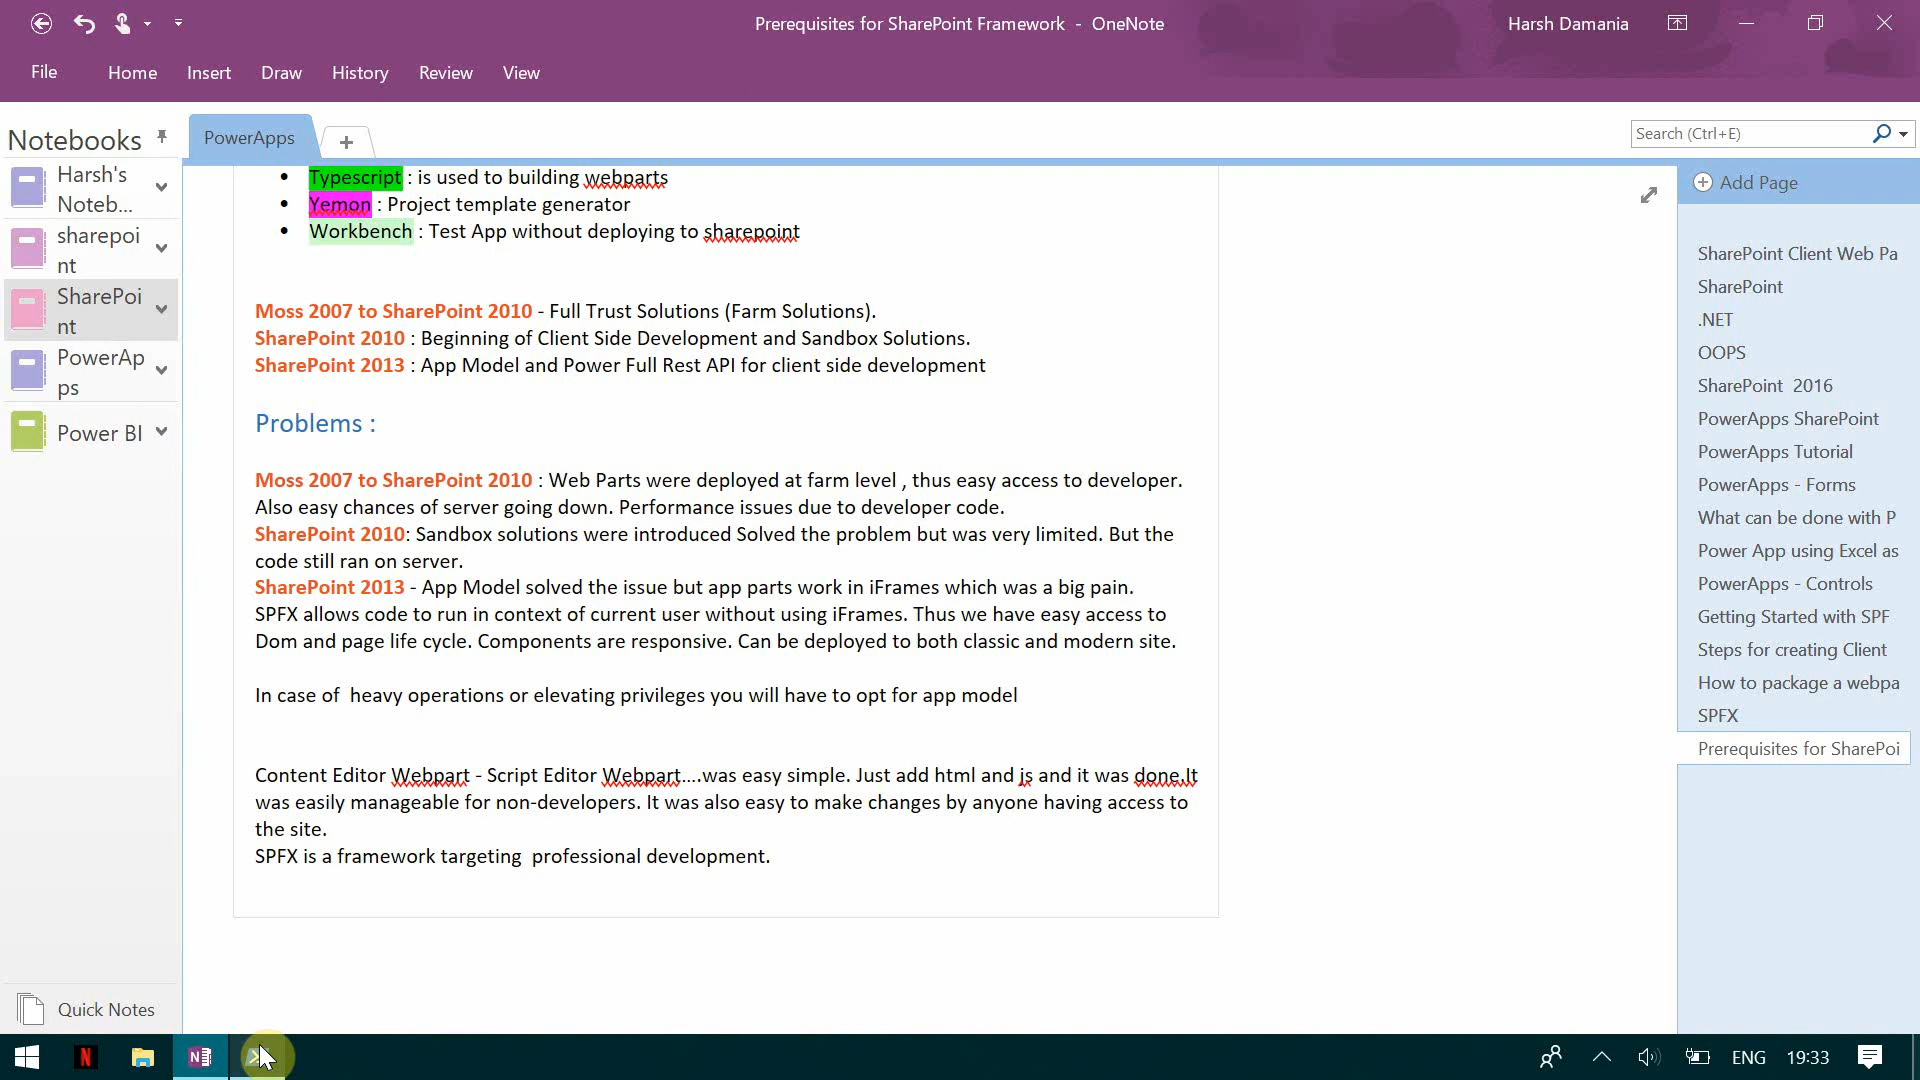 Prerequisites for SharePoint Framework - OneNote
Harsh Damania
File
Home
Insert
Draw
History
Review
View
Notebooks
PowerApps
Search (Ctrl+E)
Harsh's
Noteb...
sharepoi
nt
SharePoi
nt
PowerAp
ps
Power BI
Quick Notes
• Typescript : is used to building webparts
• Yemon : Project template generator
• Workbench : Test App without deploying to sharepoint
Moss 2007 to SharePoint 2010 - Full Trust Solutions (Farm Solutions).
SharePoint 2010 : Beginning of Client Side Development and Sandbox Solutions.
SharePoint 2013 : App Model and Power Full Rest API for client side development
Problems :
Moss 2007 to SharePoint 2010 : Web Parts were deployed at farm level , thus easy access to developer.
Also easy chances of server going down. Performance issues due to developer code.
SharePoint 2010: Sandbox solutions were introduced Solved the problem but was very limited. But the
code still ran on server.
SharePoint 2013 - App Model solved the issue but app parts work in iFrames which was a big pain.
SPFX allows code to run in context of current user without using iFrames. Thus we have easy access to
Dom and page life cycle. Components are responsive. Can be deployed to both classic and modern site.
In case of heavy operations or elevating privileges you will have to opt for app model
Content Editor Webpart - Script Editor Webpart....was easy simple. Just add html and js and it was done.It
was easily manageable for non-developers. It was also easy to make changes by anyone having access to
the site.
SPFX is a framework targeting professional development.
Add Page
SharePoint Client Web Pa
SharePoint
.NET
OOPS
SharePoint 2016
PowerApps SharePoint
PowerApps Tutorial
PowerApps - Forms
What can be done with P
Power App using Excel as
PowerApps - Controls
Getting Started with SPF
Steps for creating Client
How to package a webpa
SPFX
Prerequisites for SharePoi
N
N
ENG
19:33